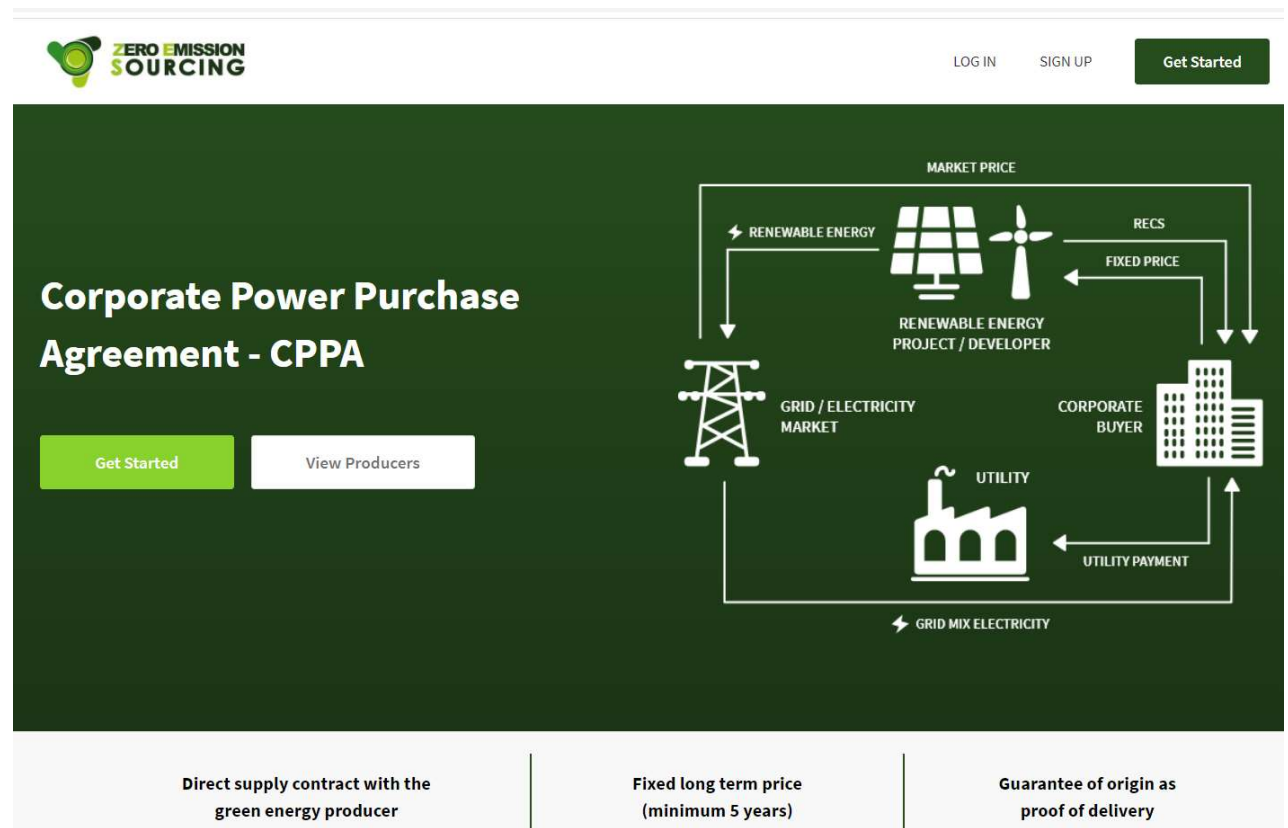 ZERO EMISSION
SOURCING
LOG IN
SIGN UP
Get Started
Corporate Power Purchase
Agreement - CPPA
Get Started
View Producers
MARKET PRICE
RENEWABLE ENERGY
RECS
FIXED PRICE
RENEWABLE ENERGY
PROJECT / DEVELOPER
GRID / ELECTRICITY
MARKET
CORPORATE
BUYER
UTILITY
UTILITY PAYMENT
GRID MIX ELECTRICITY
Direct supply contract with the
green energy producer
Fixed long term price
(minimum 5 years)
Guarantee of origin as
proof of delivery